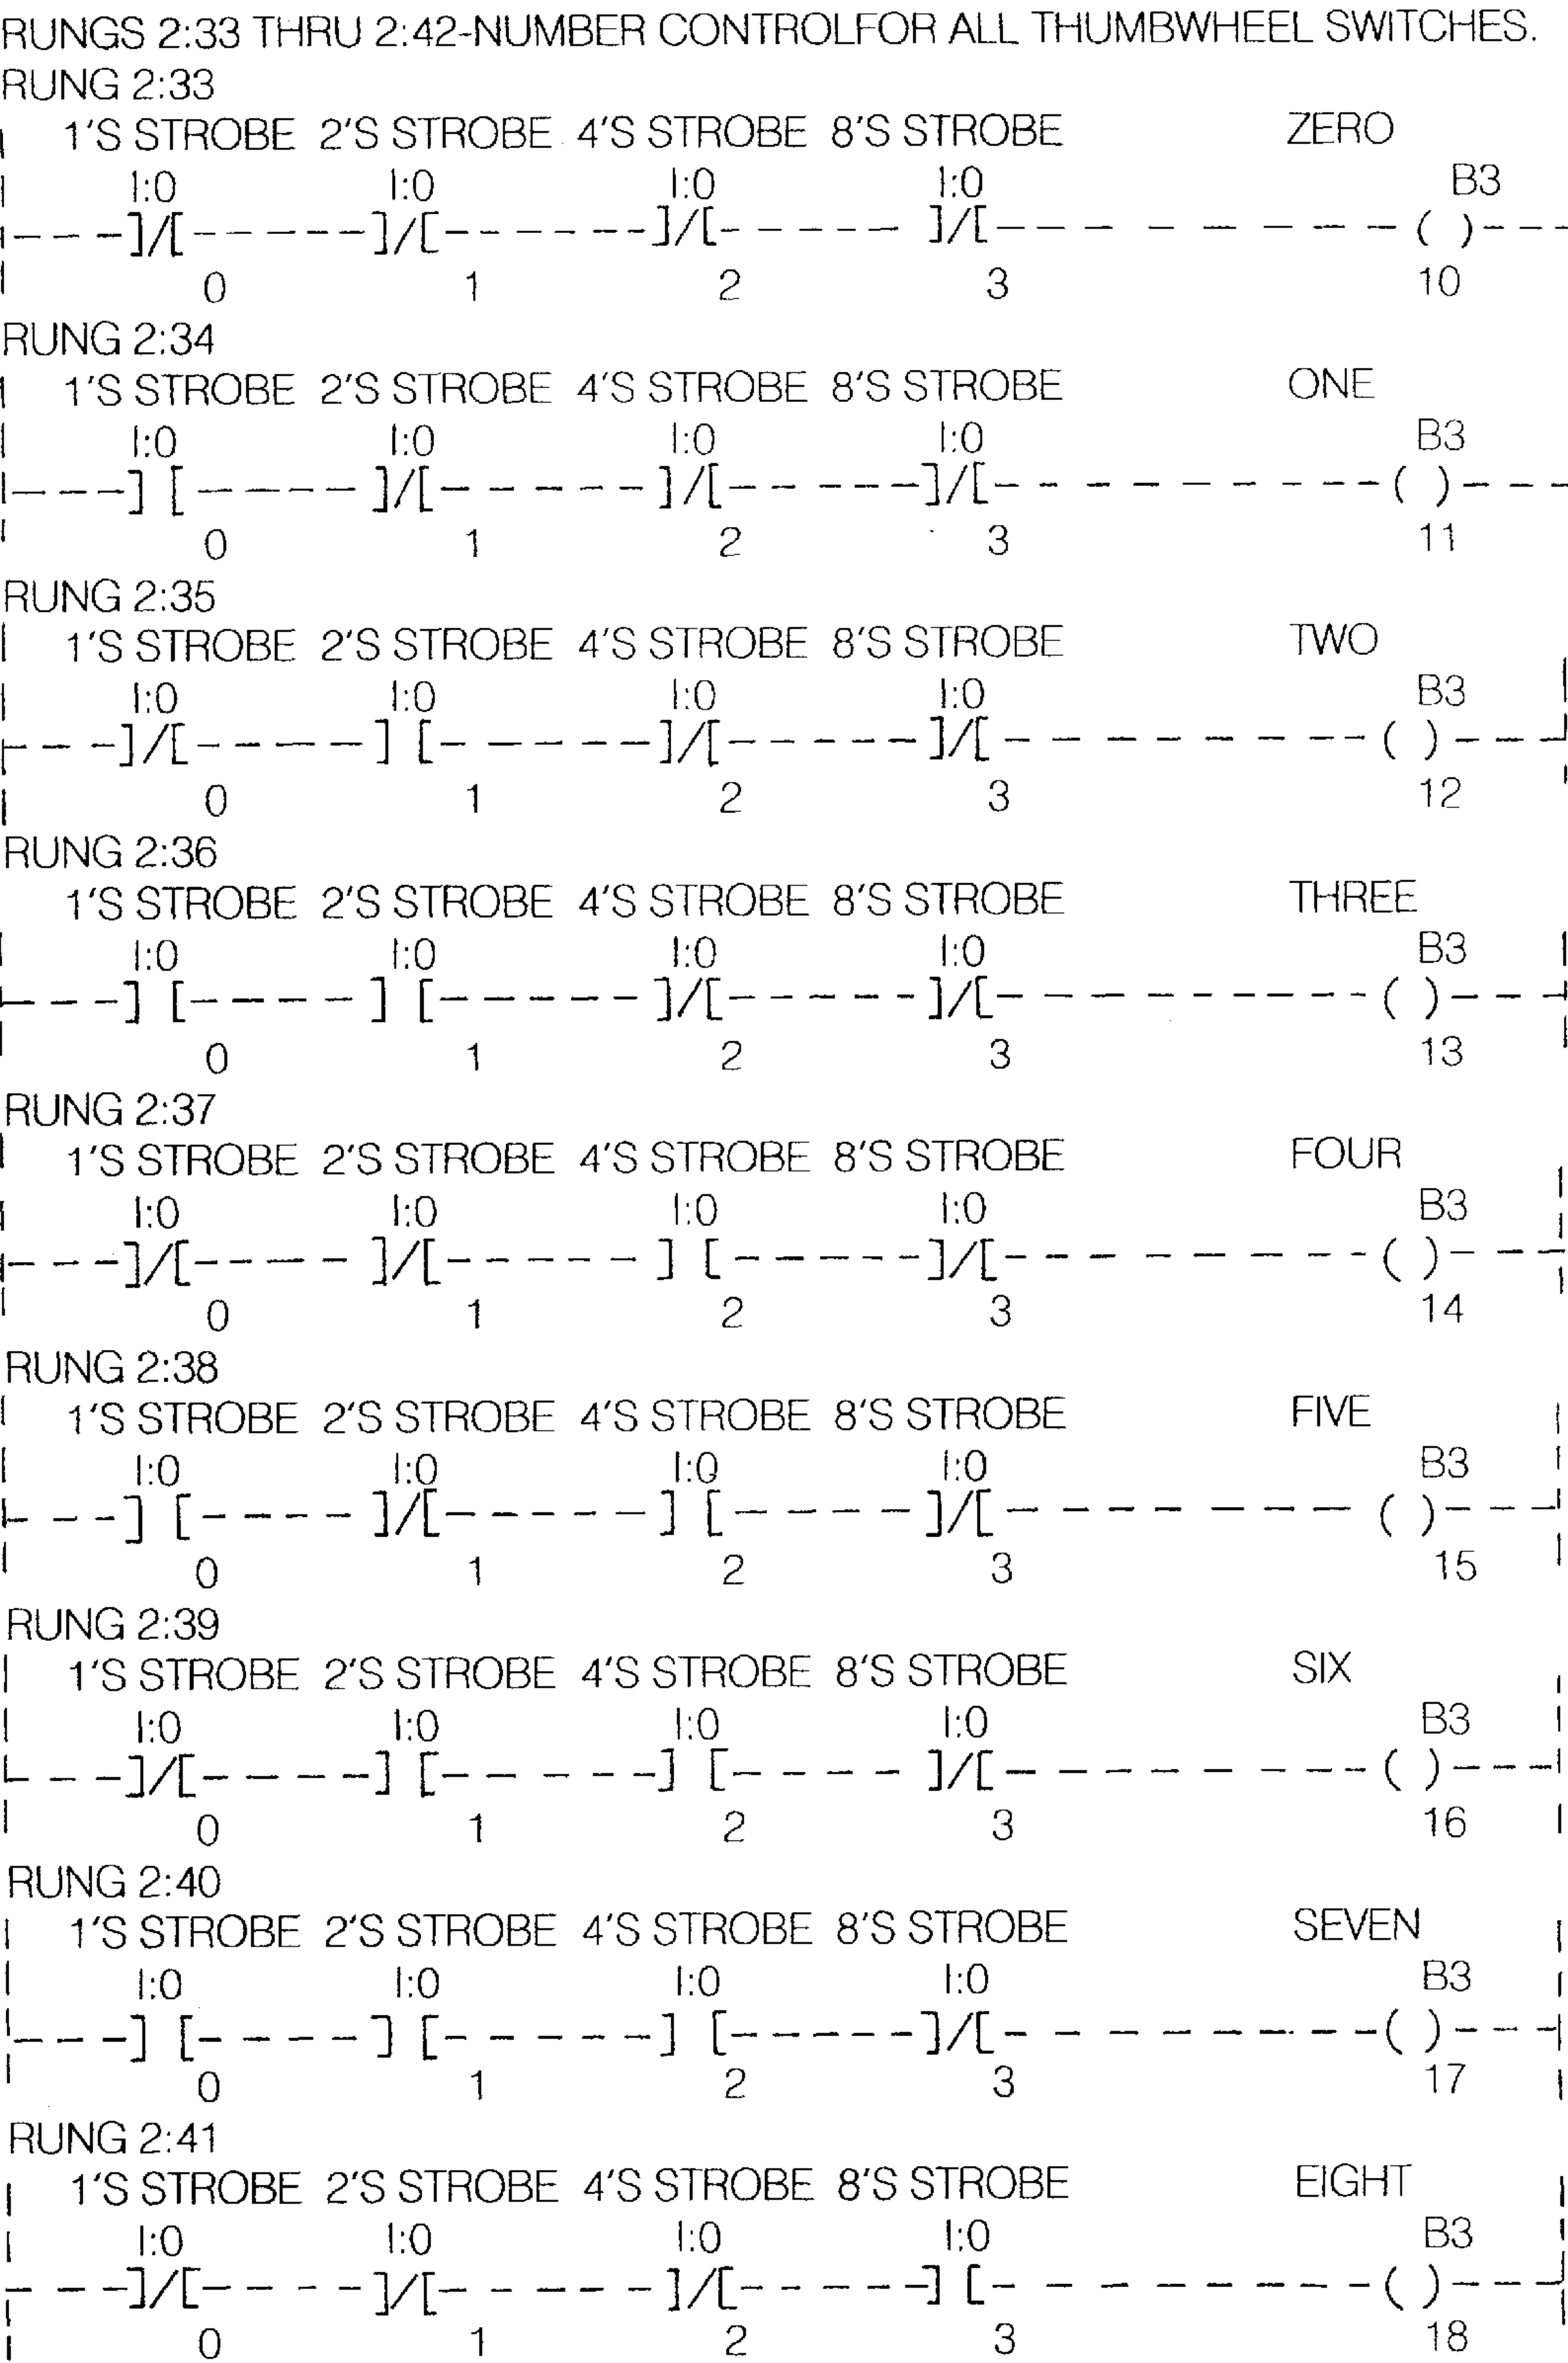 RUNGS 2:33 THRU 2:42-NUMBER CONTROLFOR ALL THUMBWHEEL SWITCHES.
RUNG 2:33
1'S STROBE 2'S STROBE 4'S STROBE 8'S STROBE ZERO
I:0 I:0 I:0 I:0 B3
---]/[-----]/[------]/[-----]/[-------( )---
0 1 2 3 10
RUNG 2:34
1'S STROBE 2'S STROBE 4'S STROBE 8'S STROBE ONE
I:0 I:0 I:0 I:0 B3
---] [-----]/[------]/[-----]/[-------( )---
0 1 2 3 11
RUNG 2:35
1'S STROBE 2'S STROBE 4'S STROBE 8'S STROBE TWO
I:0 I:0 I:0 I:0 B3
---]/[-----] [------]/[-----]/[-------( )---
0 1 2 3 12
RUNG 2:36
1'S STROBE 2'S STROBE 4'S STROBE 8'S STROBE THREE
I:0 I:0 I:0 I:0 B3
---] [-----] [------]/[-----]/[-------( )---
0 1 2 3 13
RUNG 2:37
1'S STROBE 2'S STROBE 4'S STROBE 8'S STROBE FOUR
I:0 I:0 I:0 I:0 B3
---]/[-----]/[------] [-----]/[-------( )---
0 1 2 3 14
RUNG 2:38
1'S STROBE 2'S STROBE 4'S STROBE 8'S STROBE FIVE
I:0 I:0 I:0 I:0 B3
---] [-----]/[------] [-----]/[-------( )---
0 1 2 3 15
RUNG 2:39
1'S STROBE 2'S STROBE 4'S STROBE 8'S STROBE SIX
I:0 I:0 I:0 I:0 B3
---]/[-----] [------] [-----]/[-------( )---
0 1 2 3 16
RUNG 2:40
1'S STROBE 2'S STROBE 4'S STROBE 8'S STROBE SEVEN
I:0 I:0 I:0 I:0 B3
---] [-----] [------] [-----]/[-------( )---
0 1 2 3 17
RUNG 2:41
1'S STROBE 2'S STROBE 4'S STROBE 8'S STROBE EIGHT
I:0 I:0 I:0 I:0 B3
---]/[-----]/[------]/[-----] [-------( )---
0 1 2 3 18